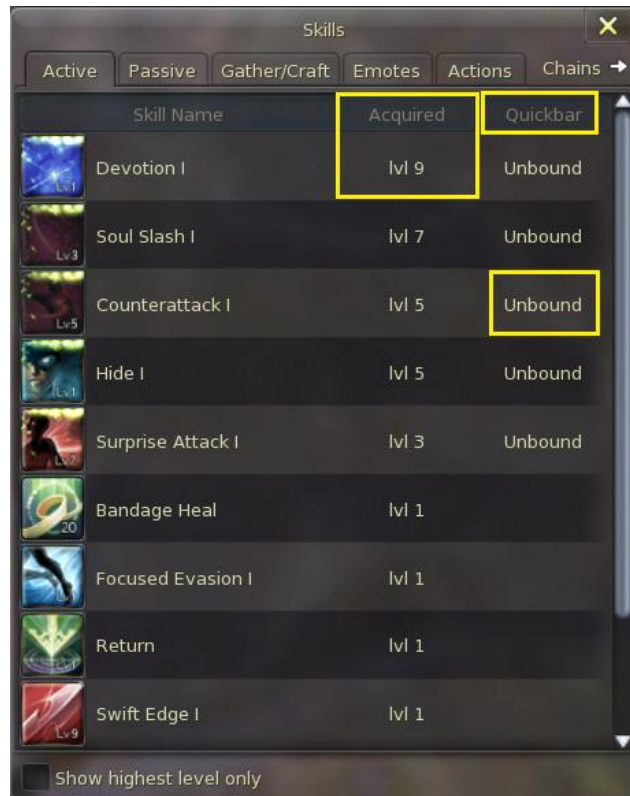 Skills
Active Passive Gather/Craft Emotes Actions Chains
Skill Name Acquired Quickbar
Lv1 Devotion I lvl 9 Unbound
Lv3 Soul Slash I lvl 7 Unbound
Lv5 Counterattack I lvl 5 Unbound
Lv1 Hide I lvl 5 Unbound
Lv7 Surprise Attack I lvl 3 Unbound
20 Bandage Heal lvl 1
Focused Evasion I lvl 1
Return lvl 1
Lv9 Swift Edge I lvl 1
Show highest level only